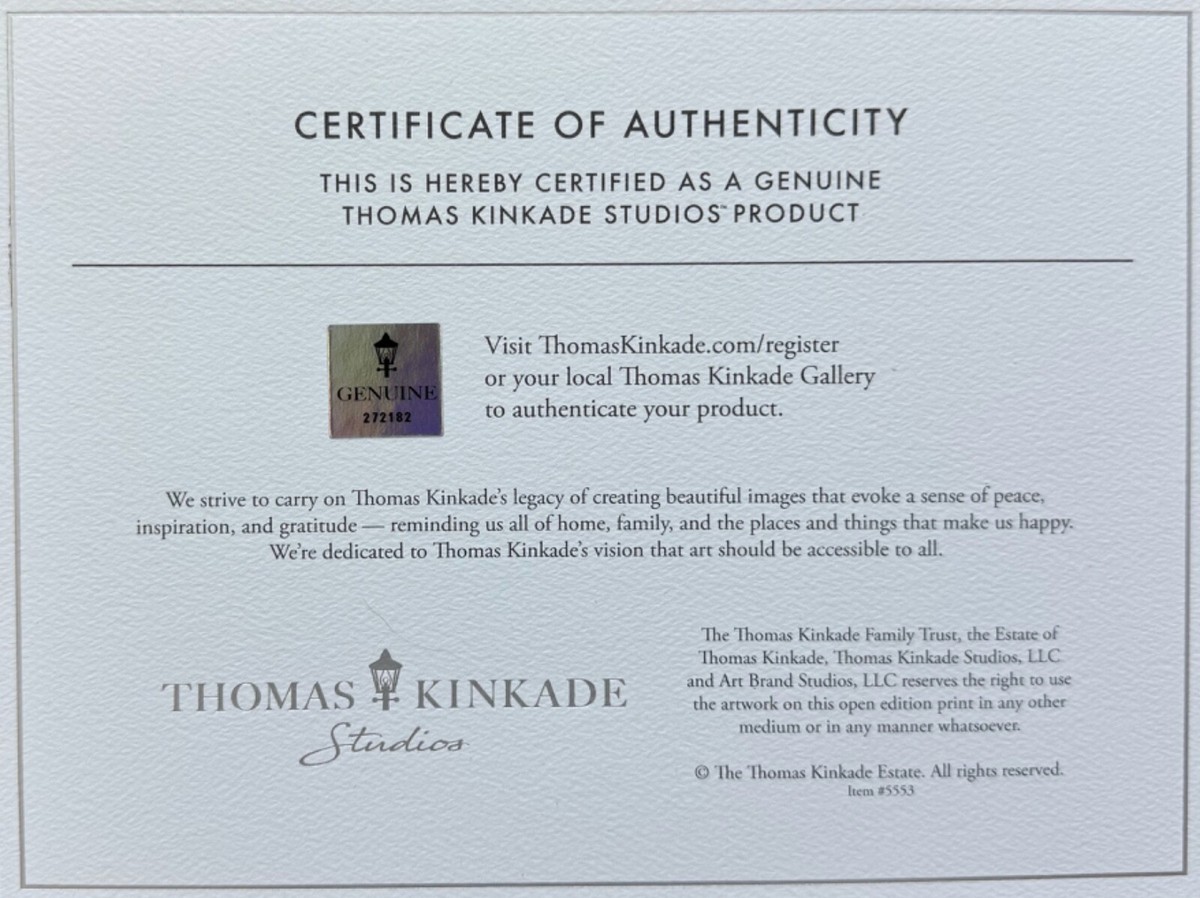 CERTIFICATE OF AUTHENTICITY
THIS IS HEREBY CERTIFIED AS A GENUINE
THOMAS KINKADE STUDIOS™ PRODUCT
GENUINE
272182
Visit ThomasKinkade.com/register
or your local Thomas Kinkade Gallery
to authenticate your product.
We strive to carry on Thomas Kinkade's legacy of creating beautiful images that evoke a sense of peace,
inspiration, and gratitude — reminding us all of home, family, and the places and things that make us happy.
We're dedicated to Thomas Kinkade's vision that art should be accessible to all.
THOMAS KINKADE
Studios
The Thomas Kinkade Family Trust, the Estate of
Thomas Kinkade, Thomas Kinkade Studios, LLC
and Art Brand Studios, LLC reserves the right to use
the artwork on this open edition print in any other
medium or in any manner whatsoever.
© The Thomas Kinkade Estate. All rights reserved.
Item #5553